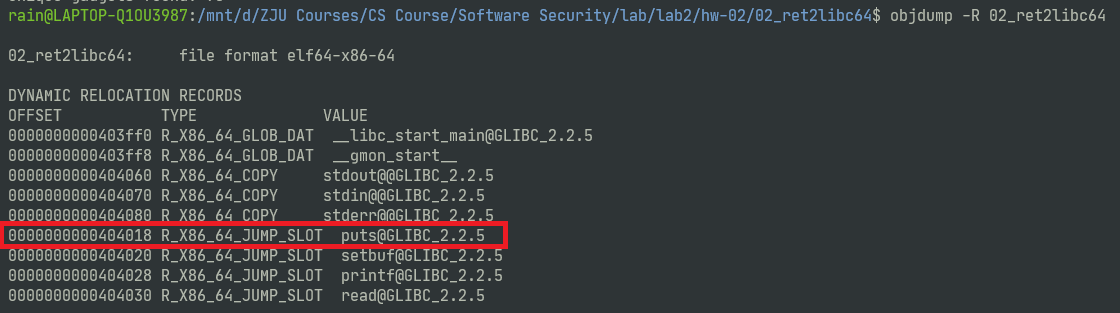 rain@LAPTOP-Q1OU3987:/mnt/d/ZJU Courses/CS Course/Software Security/lab/lab2/hw-02/02_ret2libc64$ objdump -R 02_ret2libc64
02_ret2libc64:     file format elf64-x86-64
DYNAMIC RELOCATION RECORDS
OFFSET           TYPE              VALUE
0000000000403ff0 R_X86_64_GLOB_DAT  __libc_start_main@GLIBC_2.2.5
0000000000403ff8 R_X86_64_GLOB_DAT  __gmon_start__
0000000000404060 R_X86_64_COPY     stdout@@GLIBC_2.2.5
0000000000404070 R_X86_64_COPY     stdin@@GLIBC_2.2.5
0000000000404080 R_X86_64_COPY     stderr@@GLIBC_2.2.5
0000000000404018 R_X86_64_JUMP_SLOT  puts@GLIBC_2.2.5
0000000000404020 R_X86_64_JUMP_SLOT  setbuf@GLIBC_2.2.5
0000000000404028 R_X86_64_JUMP_SLOT  printf@GLIBC_2.2.5
0000000000404030 R_X86_64_JUMP_SLOT  read@GLIBC_2.2.5